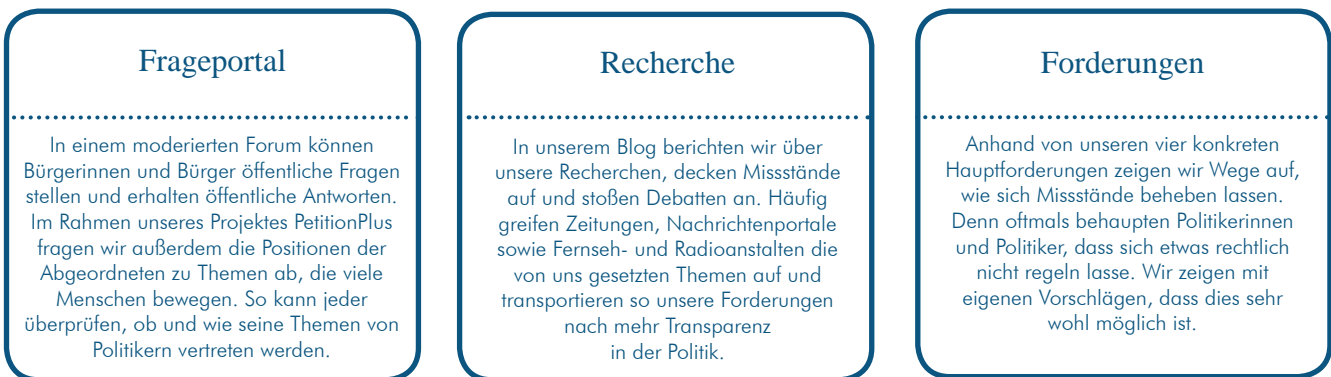 Frageportal
In einem moderierten Forum können
Bürgerinnen und Bürger öffentliche Fragen
stellen und erhalten öffentliche Antworten.
Im Rahmen unseres Projektes PetitionPlus
fragen wir außerdem die Positionen der
Abgeordneten zu Themen ab, die viele
Menschen bewegen. So kann jeder
überprüfen, ob und wie seine Themen von
Politikern vertreten werden.
Recherche
In unserem Blog berichten wir über
unsere Recherchen, decken Missstände
auf und stoßen Debatten an. Häufig
greifen Zeitungen, Nachrichtenportale
sowie Fernseh- und Radioanstalten die
von uns gesetzten Themen auf und
transportieren so unsere Forderungen
nach mehr Transparenz
in der Politik.
Forderungen
Anhand von unseren vier konkreten
Hauptforderungen zeigen wir Wege auf,
wie sich Missstände beheben lassen.
Denn oftmals behaupten Politikerinnen
und Politiker, dass sich etwas rechtlich
nicht regeln lasse. Wir zeigen mit
eigenen Vorschlägen, dass dies sehr
wohl möglich ist.